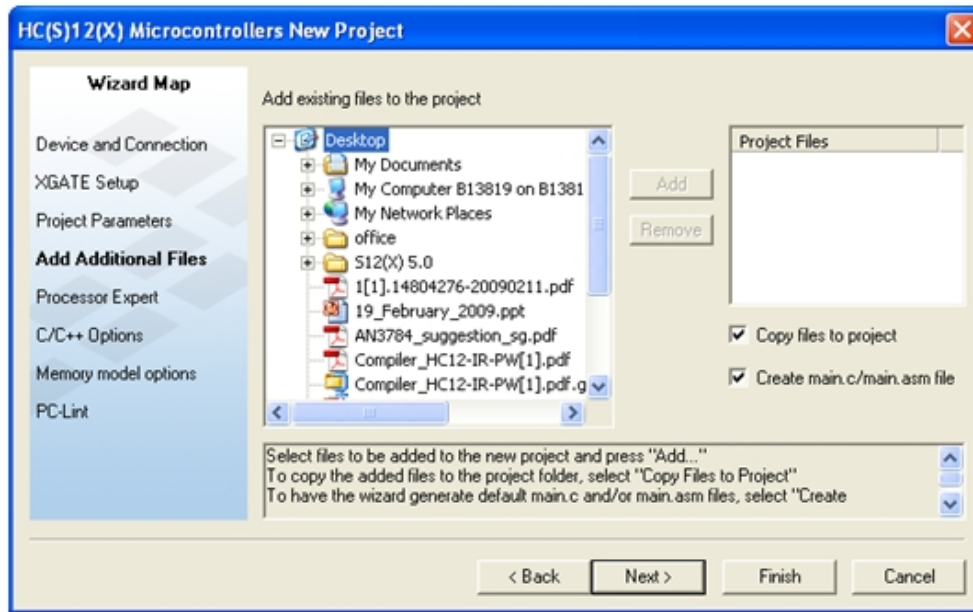 HC(S)12(X) Microcontrollers New Project
Wizard Map
Device and Connection
XGATE Setup
Project Parameters
Add Additional Files
Processor Expert
C/C++ Options
Memory model options
PC-Lint
Add existing files to the project
Desktop
My Documents
My Computer B13819 on B1381
My Network Places
office
S12(X) 5.0
1[1].14804276-20090211.pdf
19_February_2009.ppt
AN3784_suggestion_sg.pdf
Compiler_HC12-IR-PW[1].pdf
Compiler_HC12-IR-PW[1].pdf.g
Add
Remove
Project Files
Copy files to project
Create main.c/main.asm file
Select files to be added to the new project and press "Add..."
To copy the added files to the project folder, select "Copy Files to Project"
To have the wizard generate default main.c and/or main.asm files, select "Create
< Back
Next >
Finish
Cancel